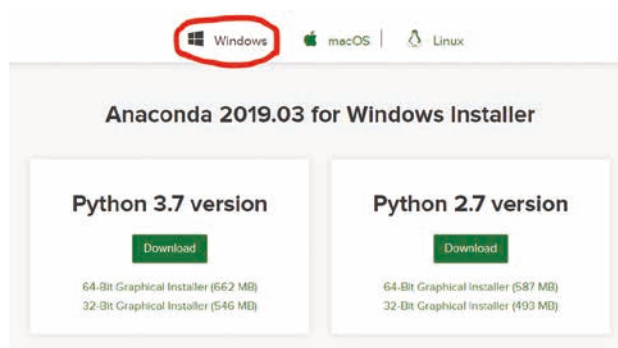 Windows macOS Linux
Anaconda 2019.03 for Windows Installer
Python 3.7 version
Download
64-Bit Graphical Installer (662 MB)
32-Bit Graphical Installer (546 MB)
Python 2.7 version
Download
64-Bit Graphical Installer (587 MB)
32-Bit Graphical Installer (493 MB)